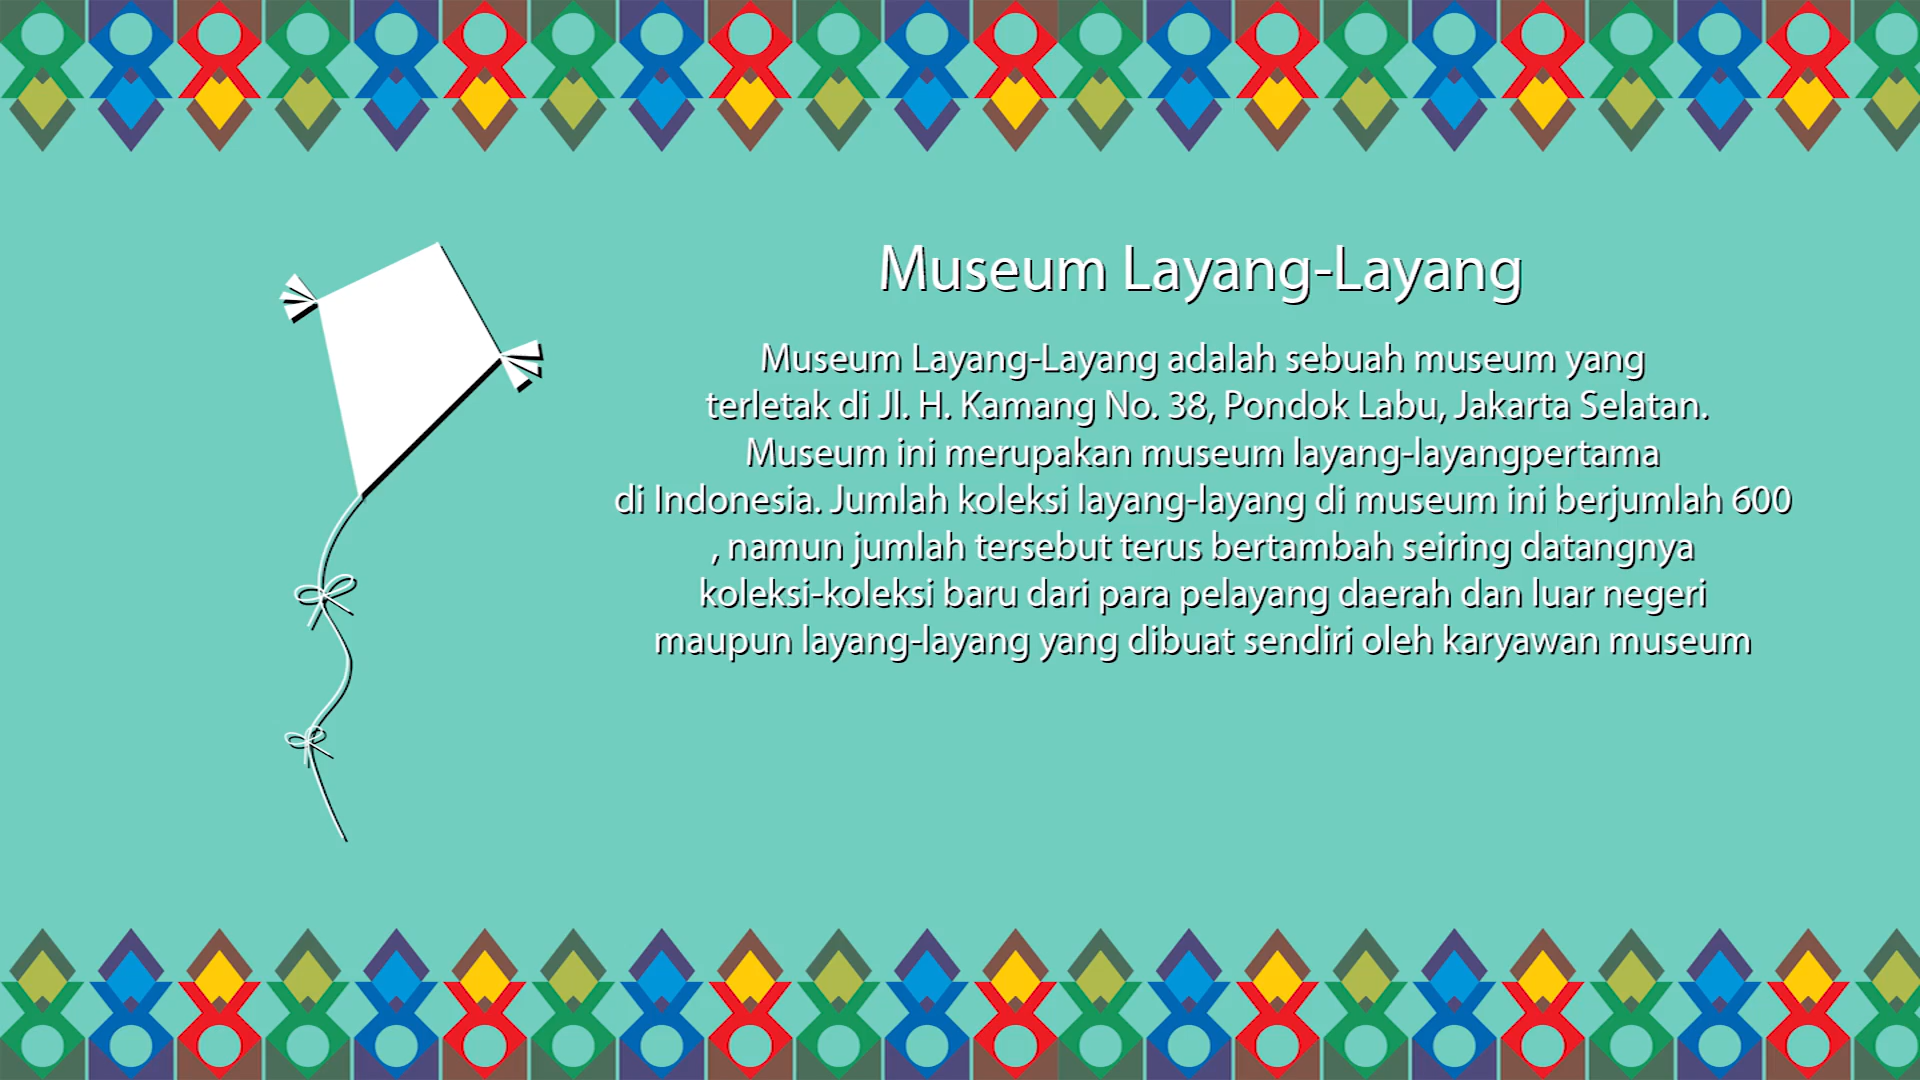 Museum Layang-Layang
Museum Layang-Layang adalah sebuah museum yang
terletak di Jl. H. Kamang No. 38, Pondok Labu, Jakarta Selatan.
Museum ini merupakan museum layang-layangpertama
di Indonesia. Jumlah koleksi layang-layang di museum ini berjumlah 600
, namun jumlah tersebut terus bertambah seiring datangnya
koleksi-koleksi baru dari para pelayang daerah dan luar negeri
maupun layang-layang yang dibuat sendiri oleh karyawan museum